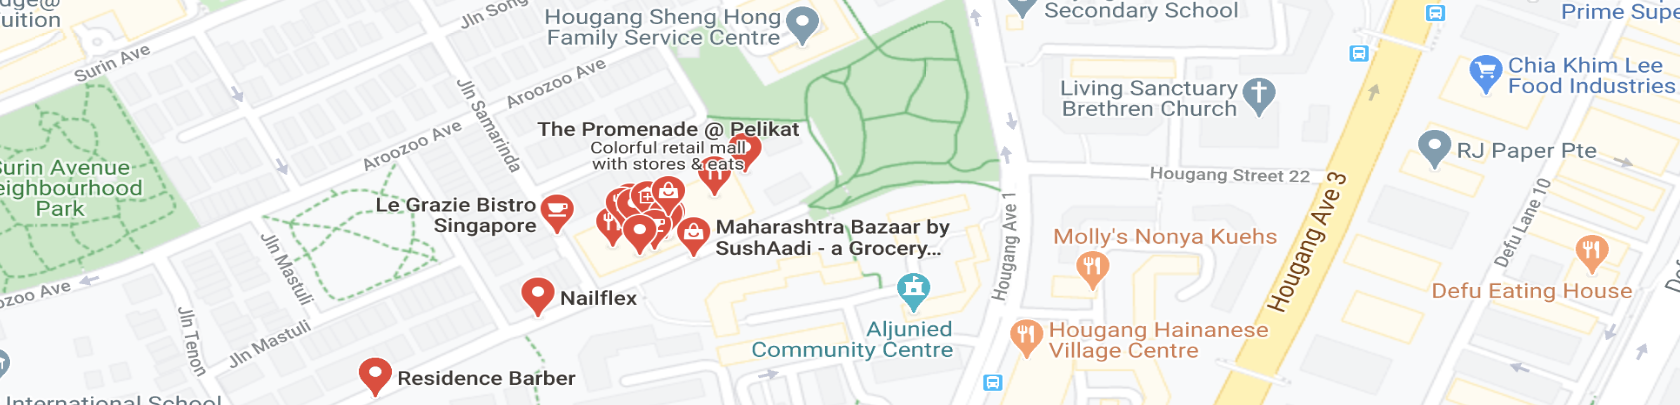 uition
Surin Ave
Jln Song
Hougang Sheng Hong
Family Service Centre
Secondary School
Prime Supe
Chia Khim Lee
Food Industries
Living Sanctuary
Brethren Church
Jln Samarinda
Aroozoo Ave
Aroozoo Ave
The Promenade @ Pelikat
Colorful retail mall
with stores & eats
RJ Paper Pte
Hougang Street 22
Surin Avenue
eighbourhood
Park
Le Grazie Bistro
Singapore
Maharashtra Bazaar by
SushAadi - a Grocery...
Hougang Ave 1
Hougang Ave 3
Defu Lane 10
Molly's Nonya Kuehs
Defu Eating House
Jln Mastuli
ozoo Ave
Nailflex
Aljunied
Community Centre
Hougang Hainanese
Village Centre
Jln Tenon
Jln Mastuli
Residence Barber
International School